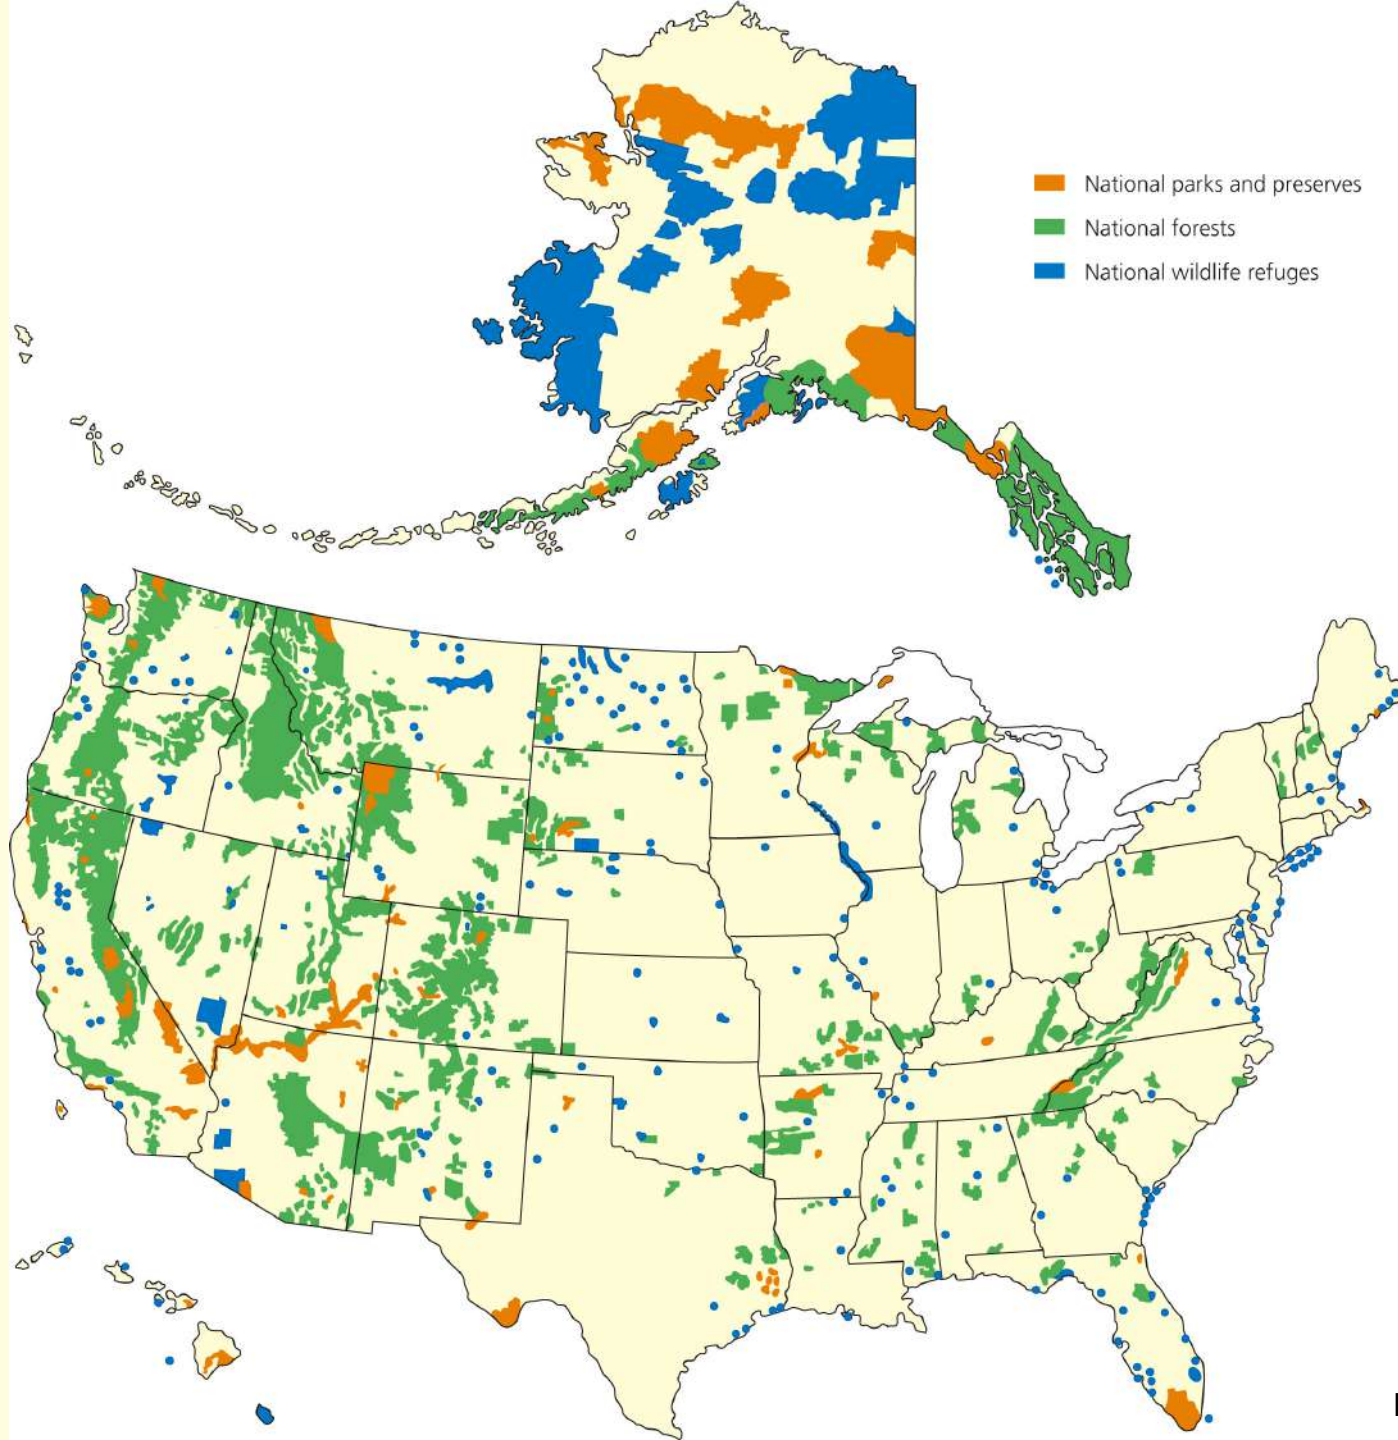 National parks and preserves
National forests
National wildlife refuges